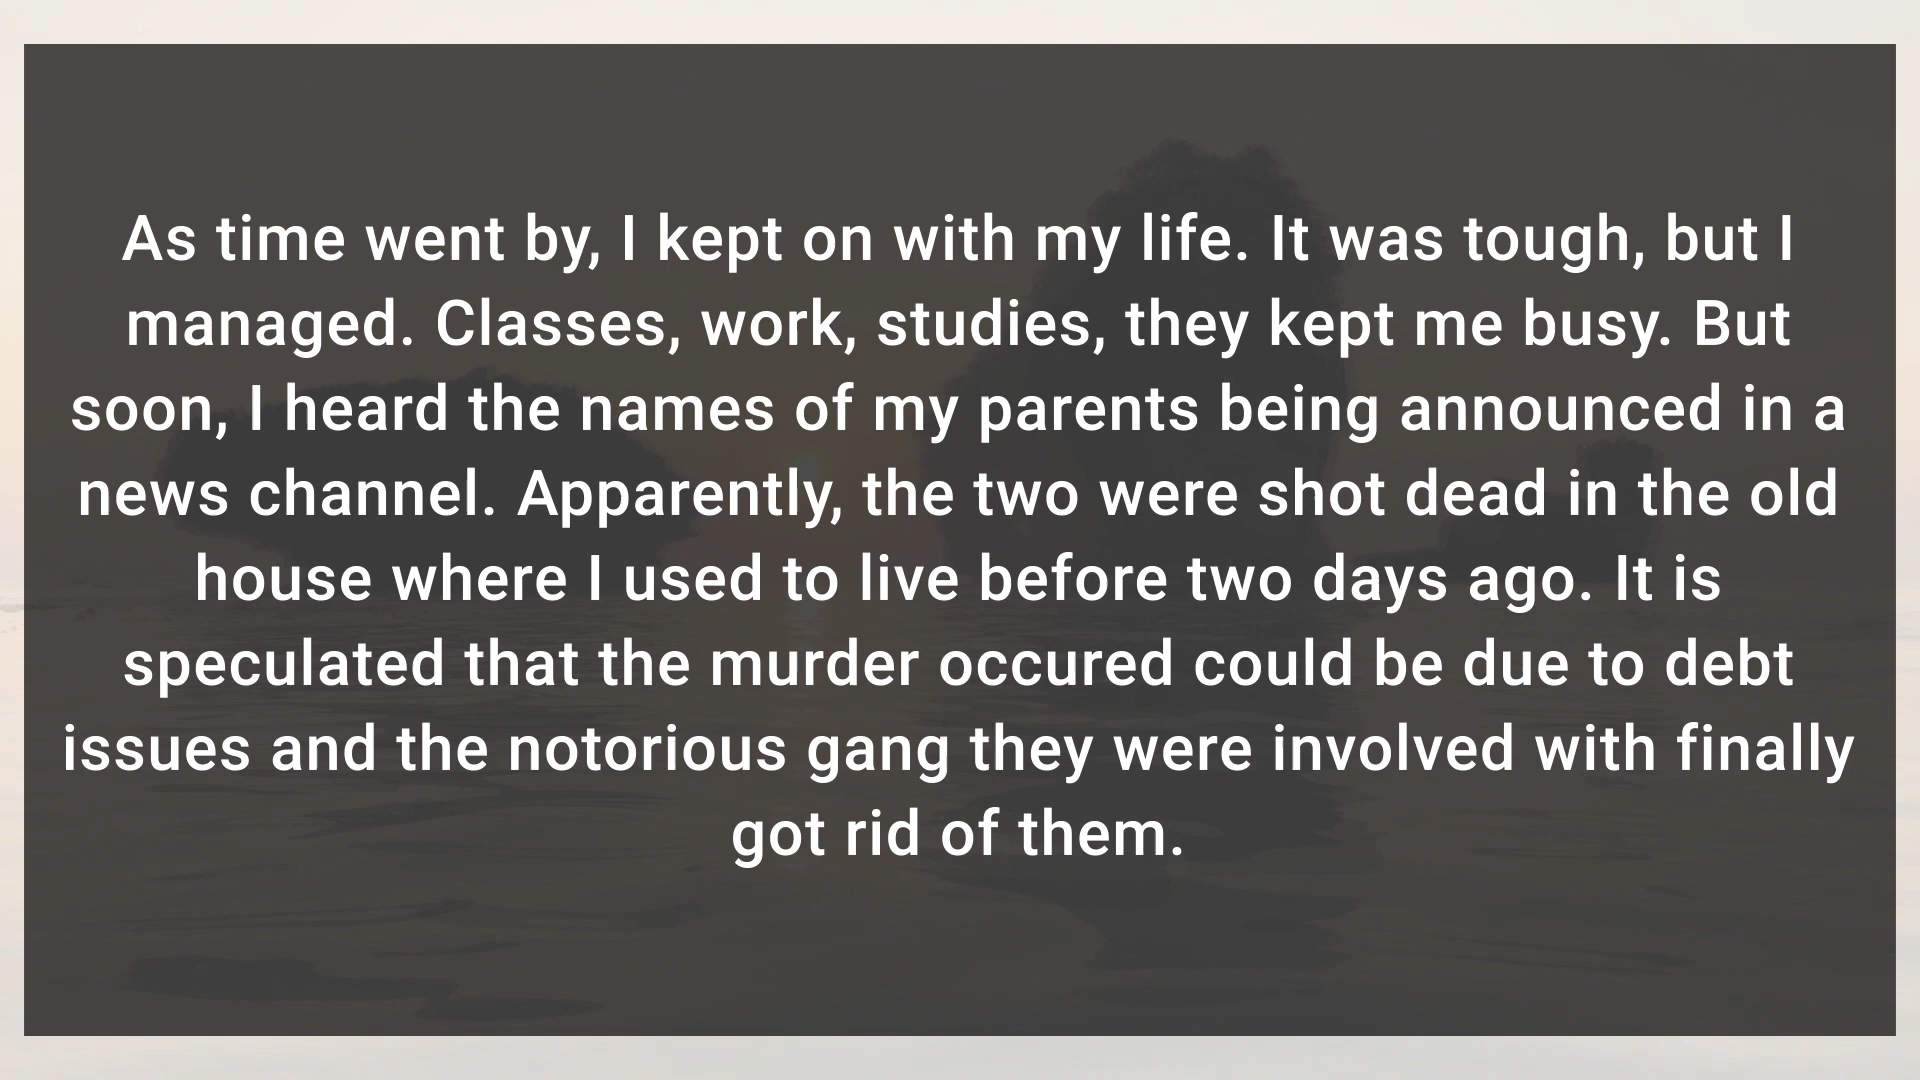 As time went by, I kept on with my life. It was tough, but I
managed. Classes, work, studies, they kept me busy. But
soon, I heard the names of my parents being announced in a
news channel. Apparently, the two were shot dead in the old
house where I used to live before two days ago. It is
speculated that the murder occured could be due to debt
issues and the notorious gang they were involved with finally
got rid of them.